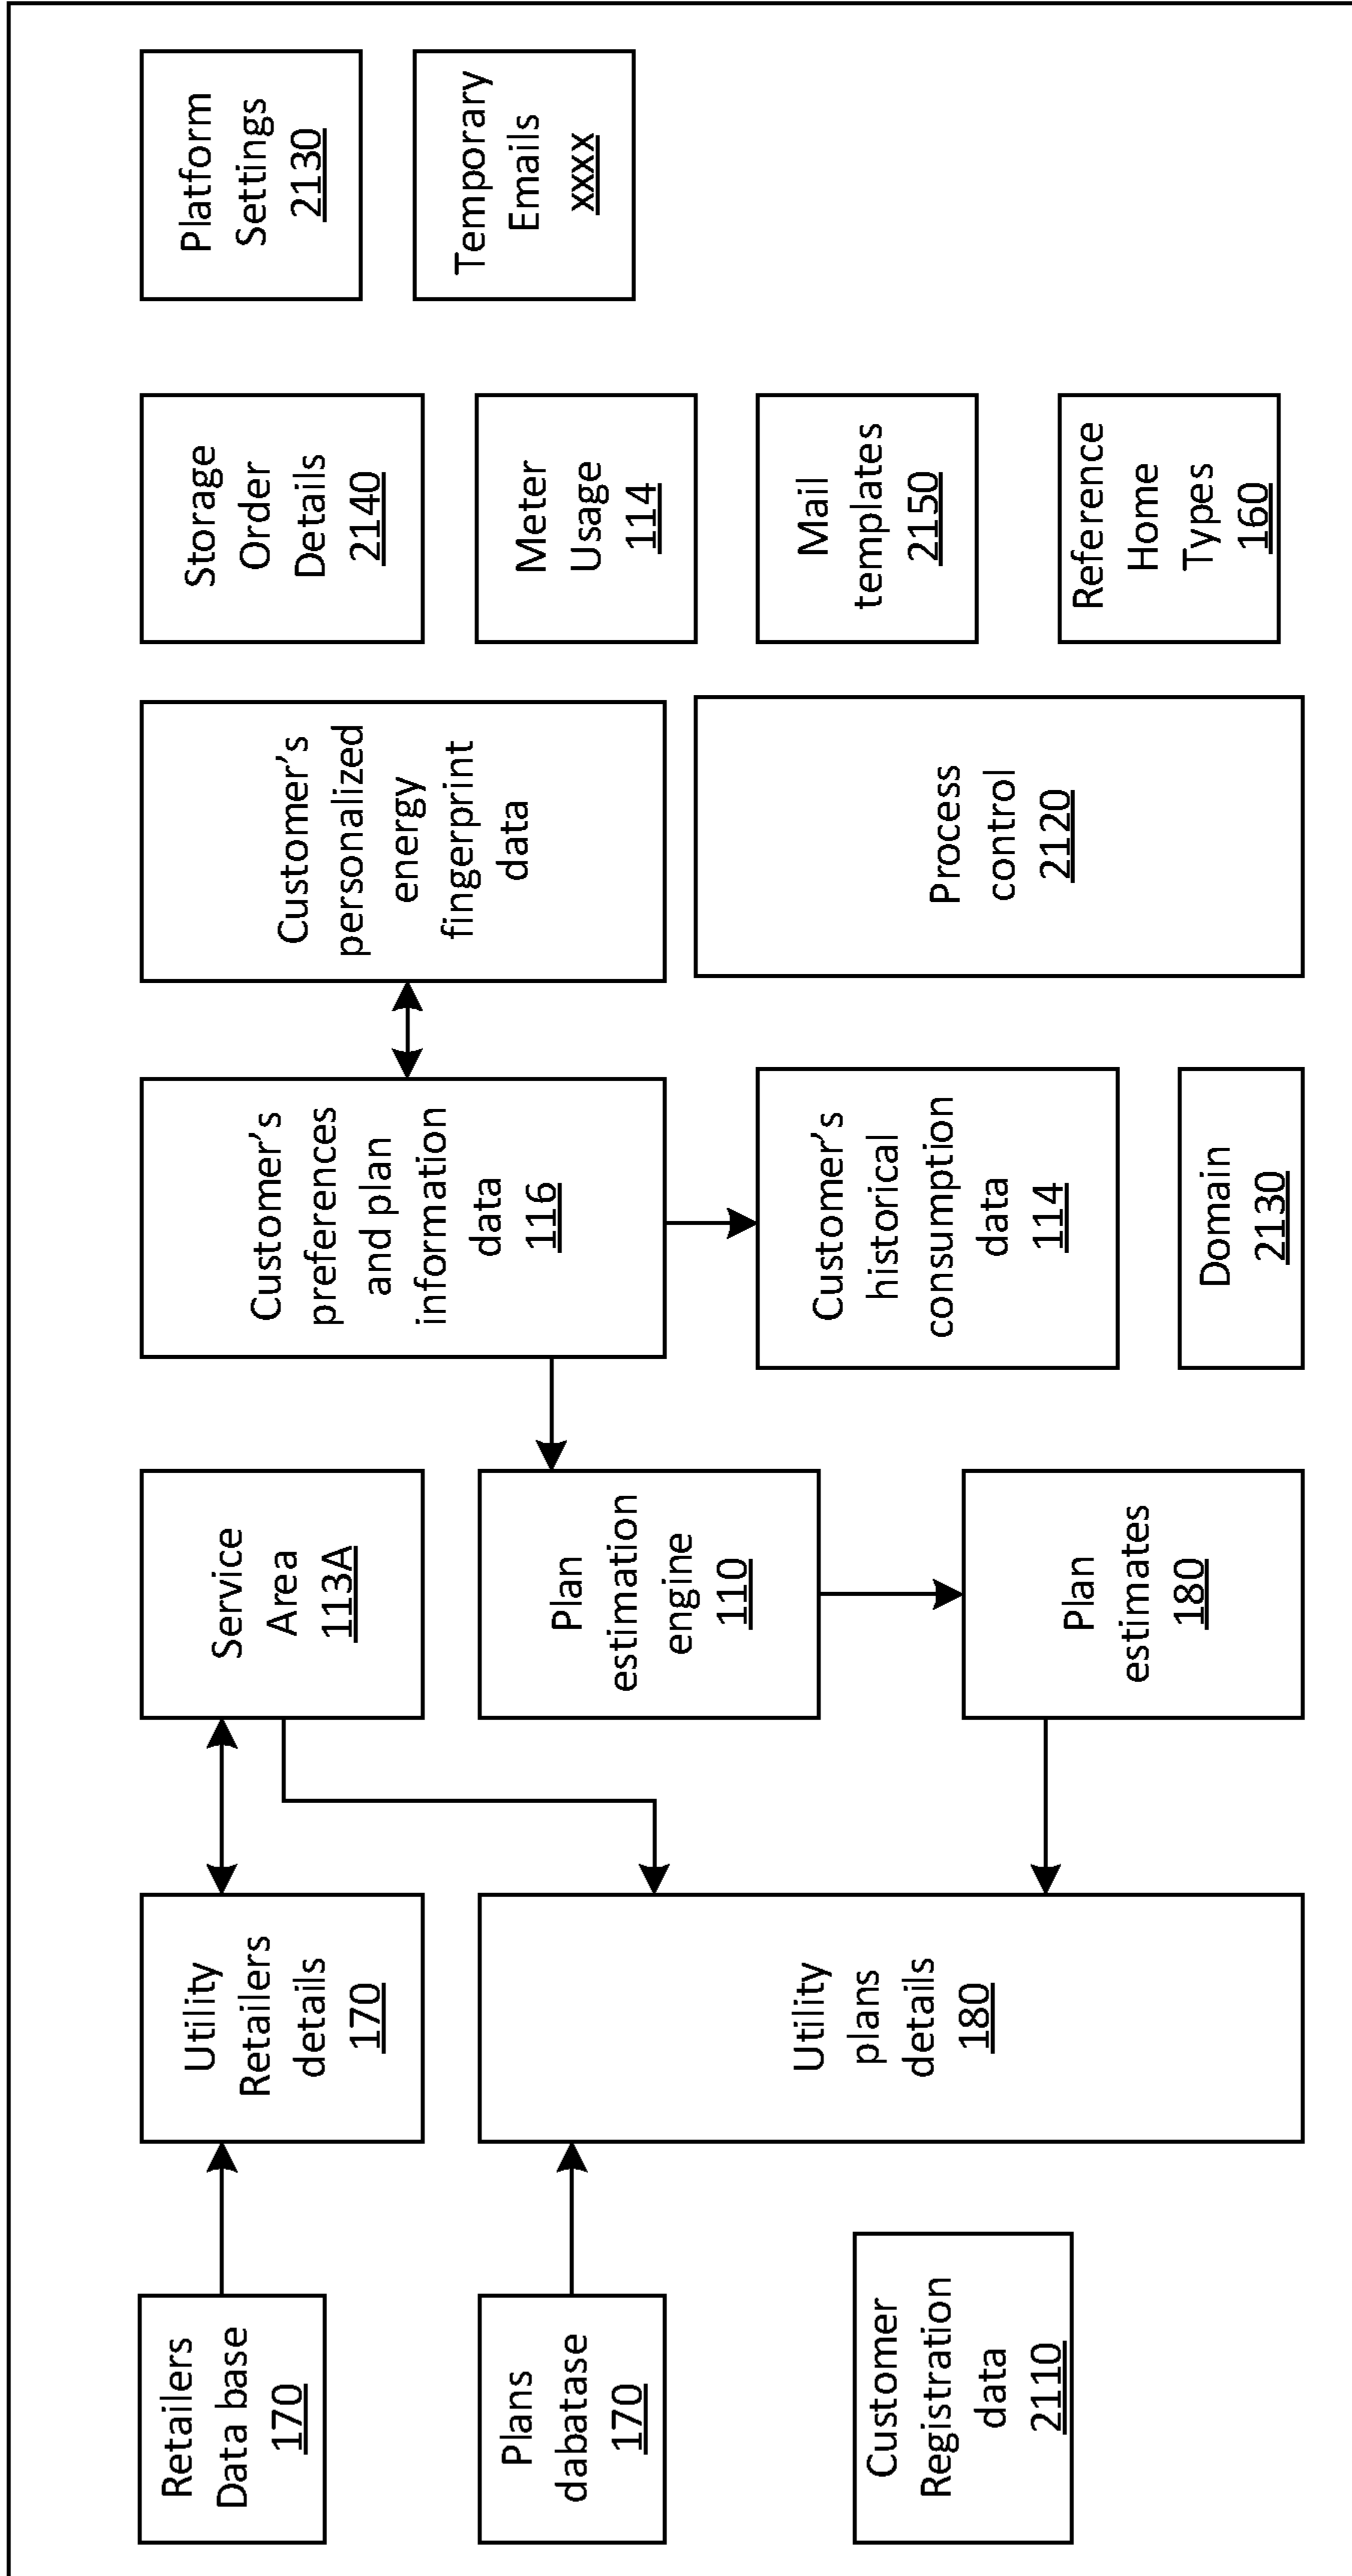 Retailers
Data base
170
Plans
dabatase
170
Customer
Registration
data
2110
Utility
Retailers
details
170
Utility
plans
details
180
Service
Area
113A
Plan
estimation
engine
110
Plan
estimates
180
Customer's
preferences
and plan
information
data
116
Customer's
historical
consumption
data
114
Domain
2130
Customer's
personalized
energy
fingerprint
data
Process
control
2120
Storage
Order
Details
2140
Meter
Usage
114
Mail
templates
2150
Reference
Home
Types
160
Platform
Settings
2130
Temporary
Emails
xxxx